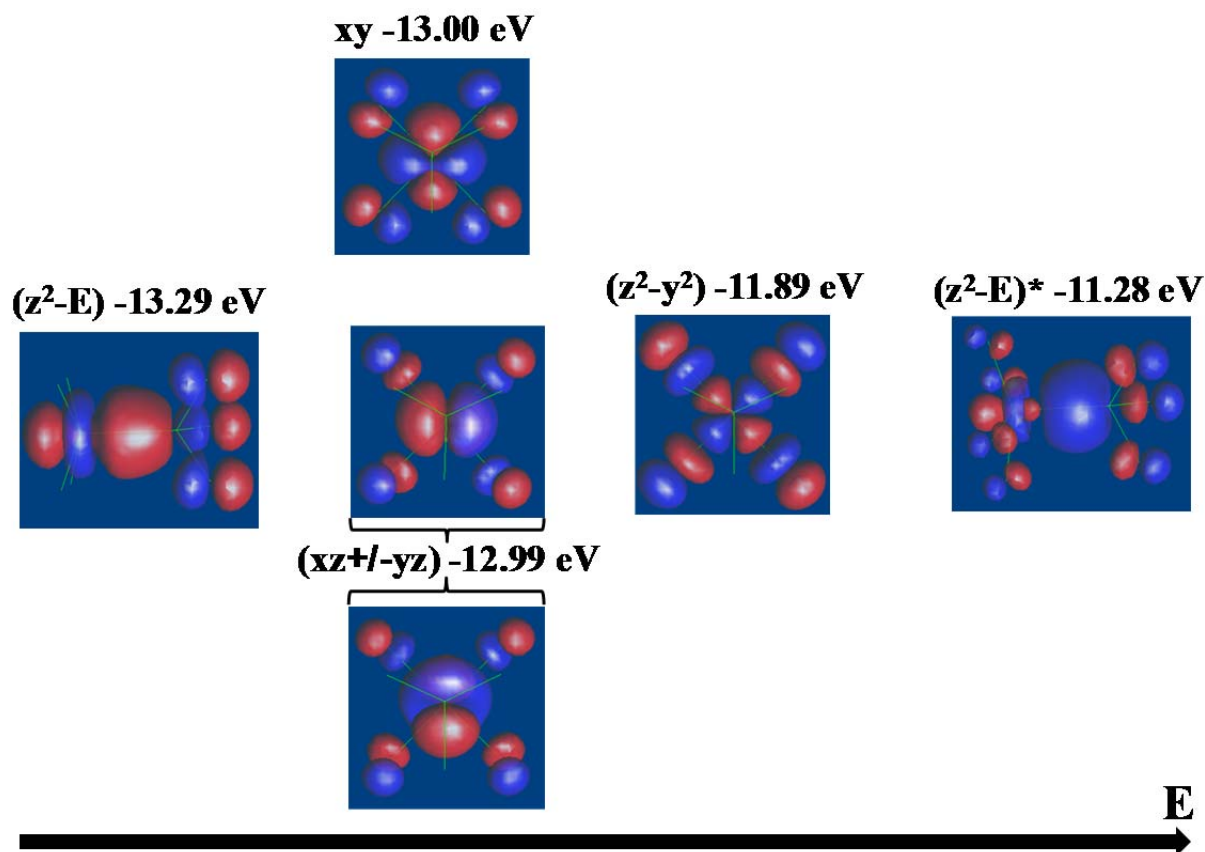 xy -13.00 eV
(z²-E) -13.29 eV
(z²-y²) -11.89 eV
(z²-E)* -11.28 eV
(xz+/-yz) -12.99 eV
E